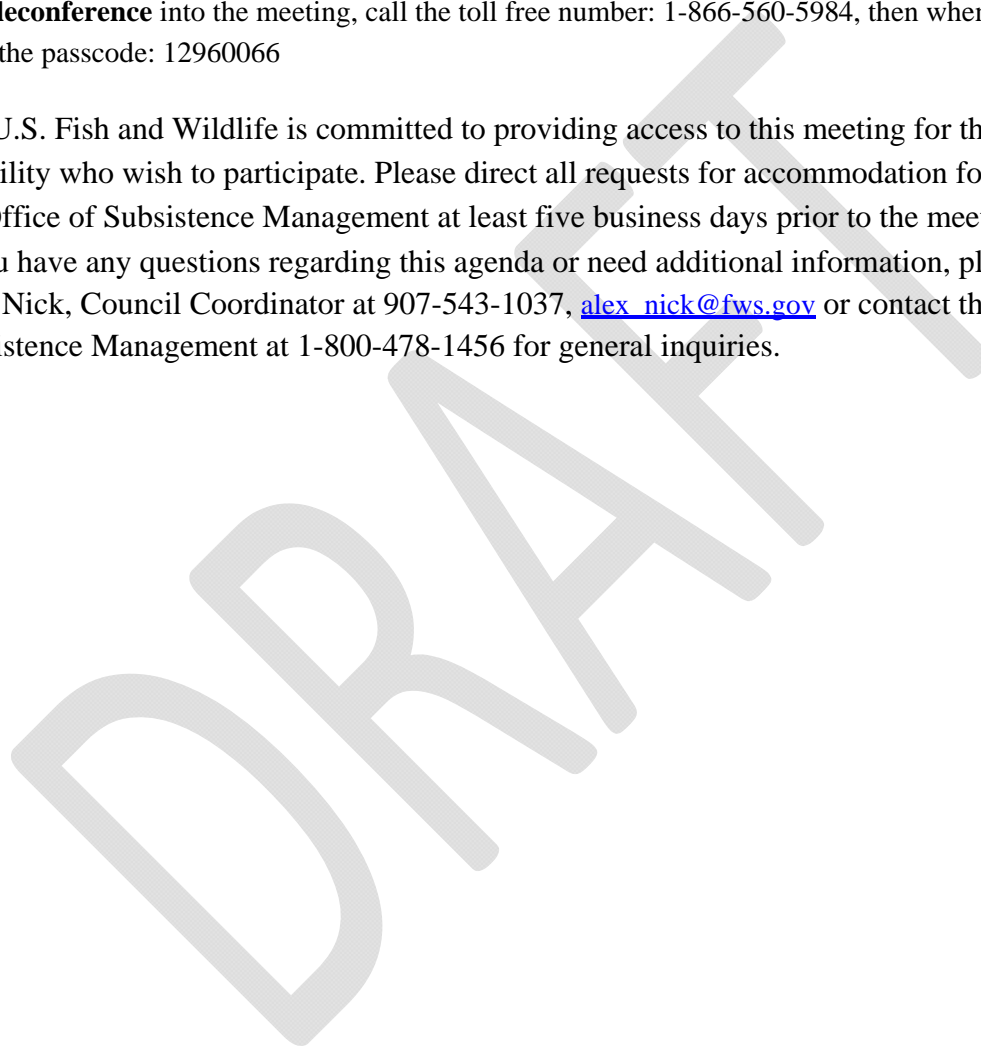 leconference into the meeting, call the toll free number: 1-866-560-5984, then when
the passcode: 12960066
U.S. Fish and Wildlife is committed to providing access to this meeting for th
ility who wish to participate. Please direct all requests for accommodation fo
ffice of Subsistence Management at least five business days prior to the meet
u have any questions regarding this agenda or need additional information, pl
Nick, Council Coordinator at 907-543-1037, alex_nick@fws.gov or contact th
istence Management at 1-800-478-1456 for general inquiries.
DRAFT